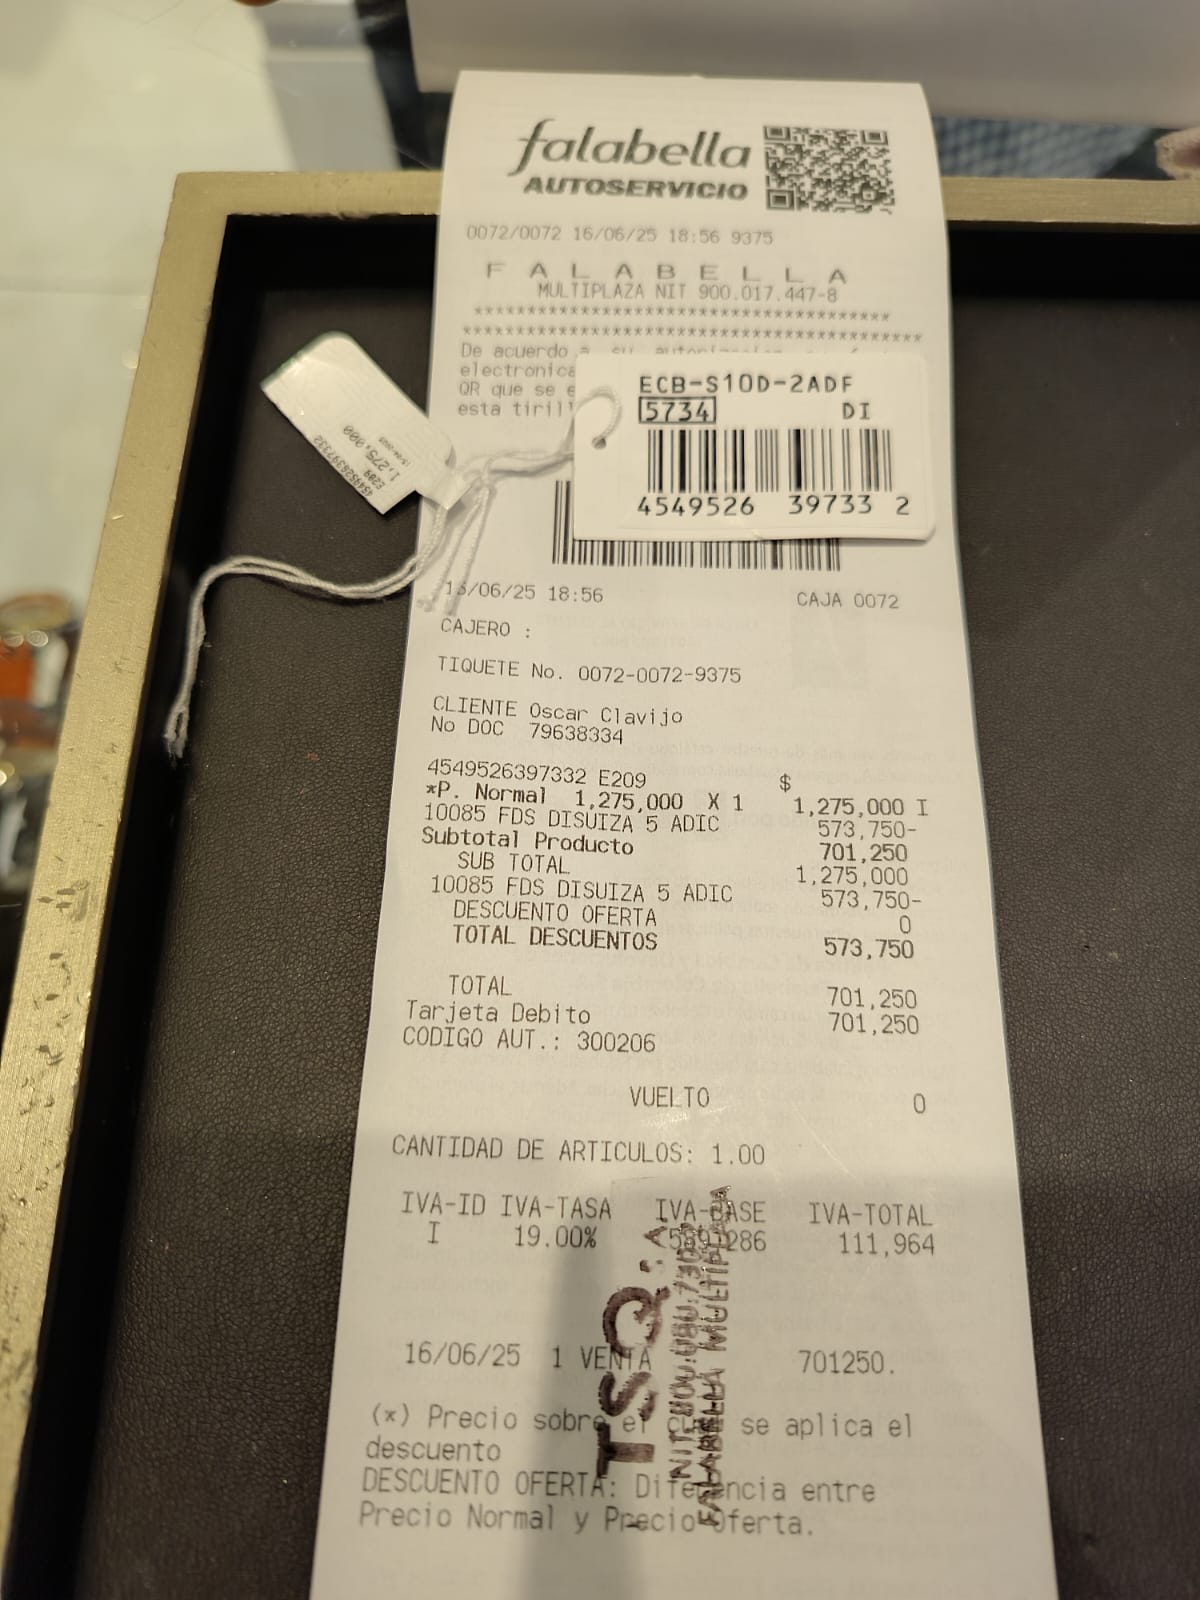 falabella
AUTOSERVICIO
0072/0072 16/06/25 18:56 9375
F A L A B E L L A
MULTIPLAZA NIT 900.017.447-8
****************************************
********************************************
De acuerdo a su
electronica
QR que se e
esta tirill
ECB-S10D-2ADF
5734 DI
4549526 39733 2
1,275,000
E209
4549526397332
16/06/25 18:56 CAJA 0072
CAJERO :
TIQUETE No. 0072-0072-9375
CLIENTE Oscar Clavijo
No DOC 79638334
4549526397332 E209 $
*P. Normal 1,275,000 X 1 1,275,000 I
10085 FDS DISUIZA 5 ADIC 573,750-
Subtotal Producto 701,250
SUB TOTAL 1,275,000
10085 FDS DISUIZA 5 ADIC 573,750-
DESCUENTO OFERTA 0
TOTAL DESCUENTOS 573,750
TOTAL 701,250
Tarjeta Debito 701,250
CODIGO AUT.: 300206
VUELTO 0
CANTIDAD DE ARTICULOS: 1.00
IVA-ID IVA-TASA IVA-BASE IVA-TOTAL
I 19.00% 111,964
16/06/25 1 VENTA 701250.
(*) Precio sobre el se aplica el
descuento
DESCUENTO OFERTA: Diferencia entre
Precio Normal y Precio Oferta.
FALABELLA MULTIPLAZA